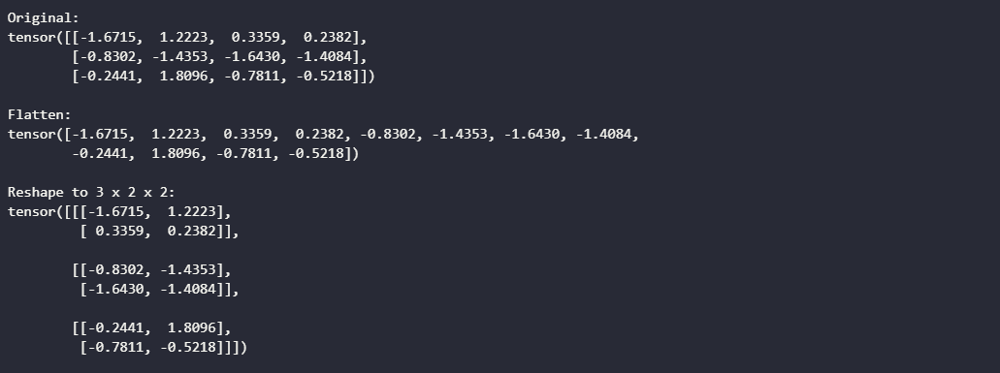 Original:
tensor([[-1.6715,  1.2223,  0.3359,  0.2382],
        [-0.8302, -1.4353, -1.6430, -1.4084],
        [-0.2441,  1.8096, -0.7811, -0.5218]])

Flatten:
tensor([-1.6715,  1.2223,  0.3359,  0.2382, -0.8302, -1.4353, -1.6430, -1.4084,
        -0.2441,  1.8096, -0.7811, -0.5218])

Reshape to 3 x 2 x 2:
tensor([[[-1.6715,  1.2223],
         [ 0.3359,  0.2382]],

        [[-0.8302, -1.4353],
         [-1.6430, -1.4084]],

        [[-0.2441,  1.8096],
         [-0.7811, -0.5218]]])